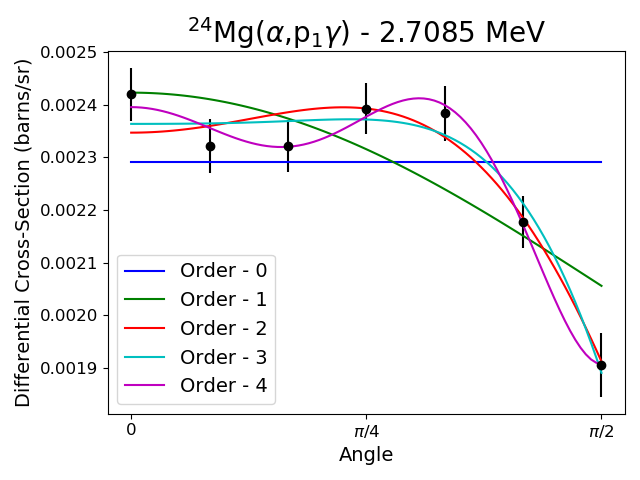 ²⁴Mg(α,p₁γ) - 2.7085 MeV
Differential Cross-Section (barns/sr)
0.0025
0.0024
0.0023
0.0022
0.0021
0.0020
0.0019
Order - 0
Order - 1
Order - 2
Order - 3
Order - 4
0
π/4
π/2
Angle